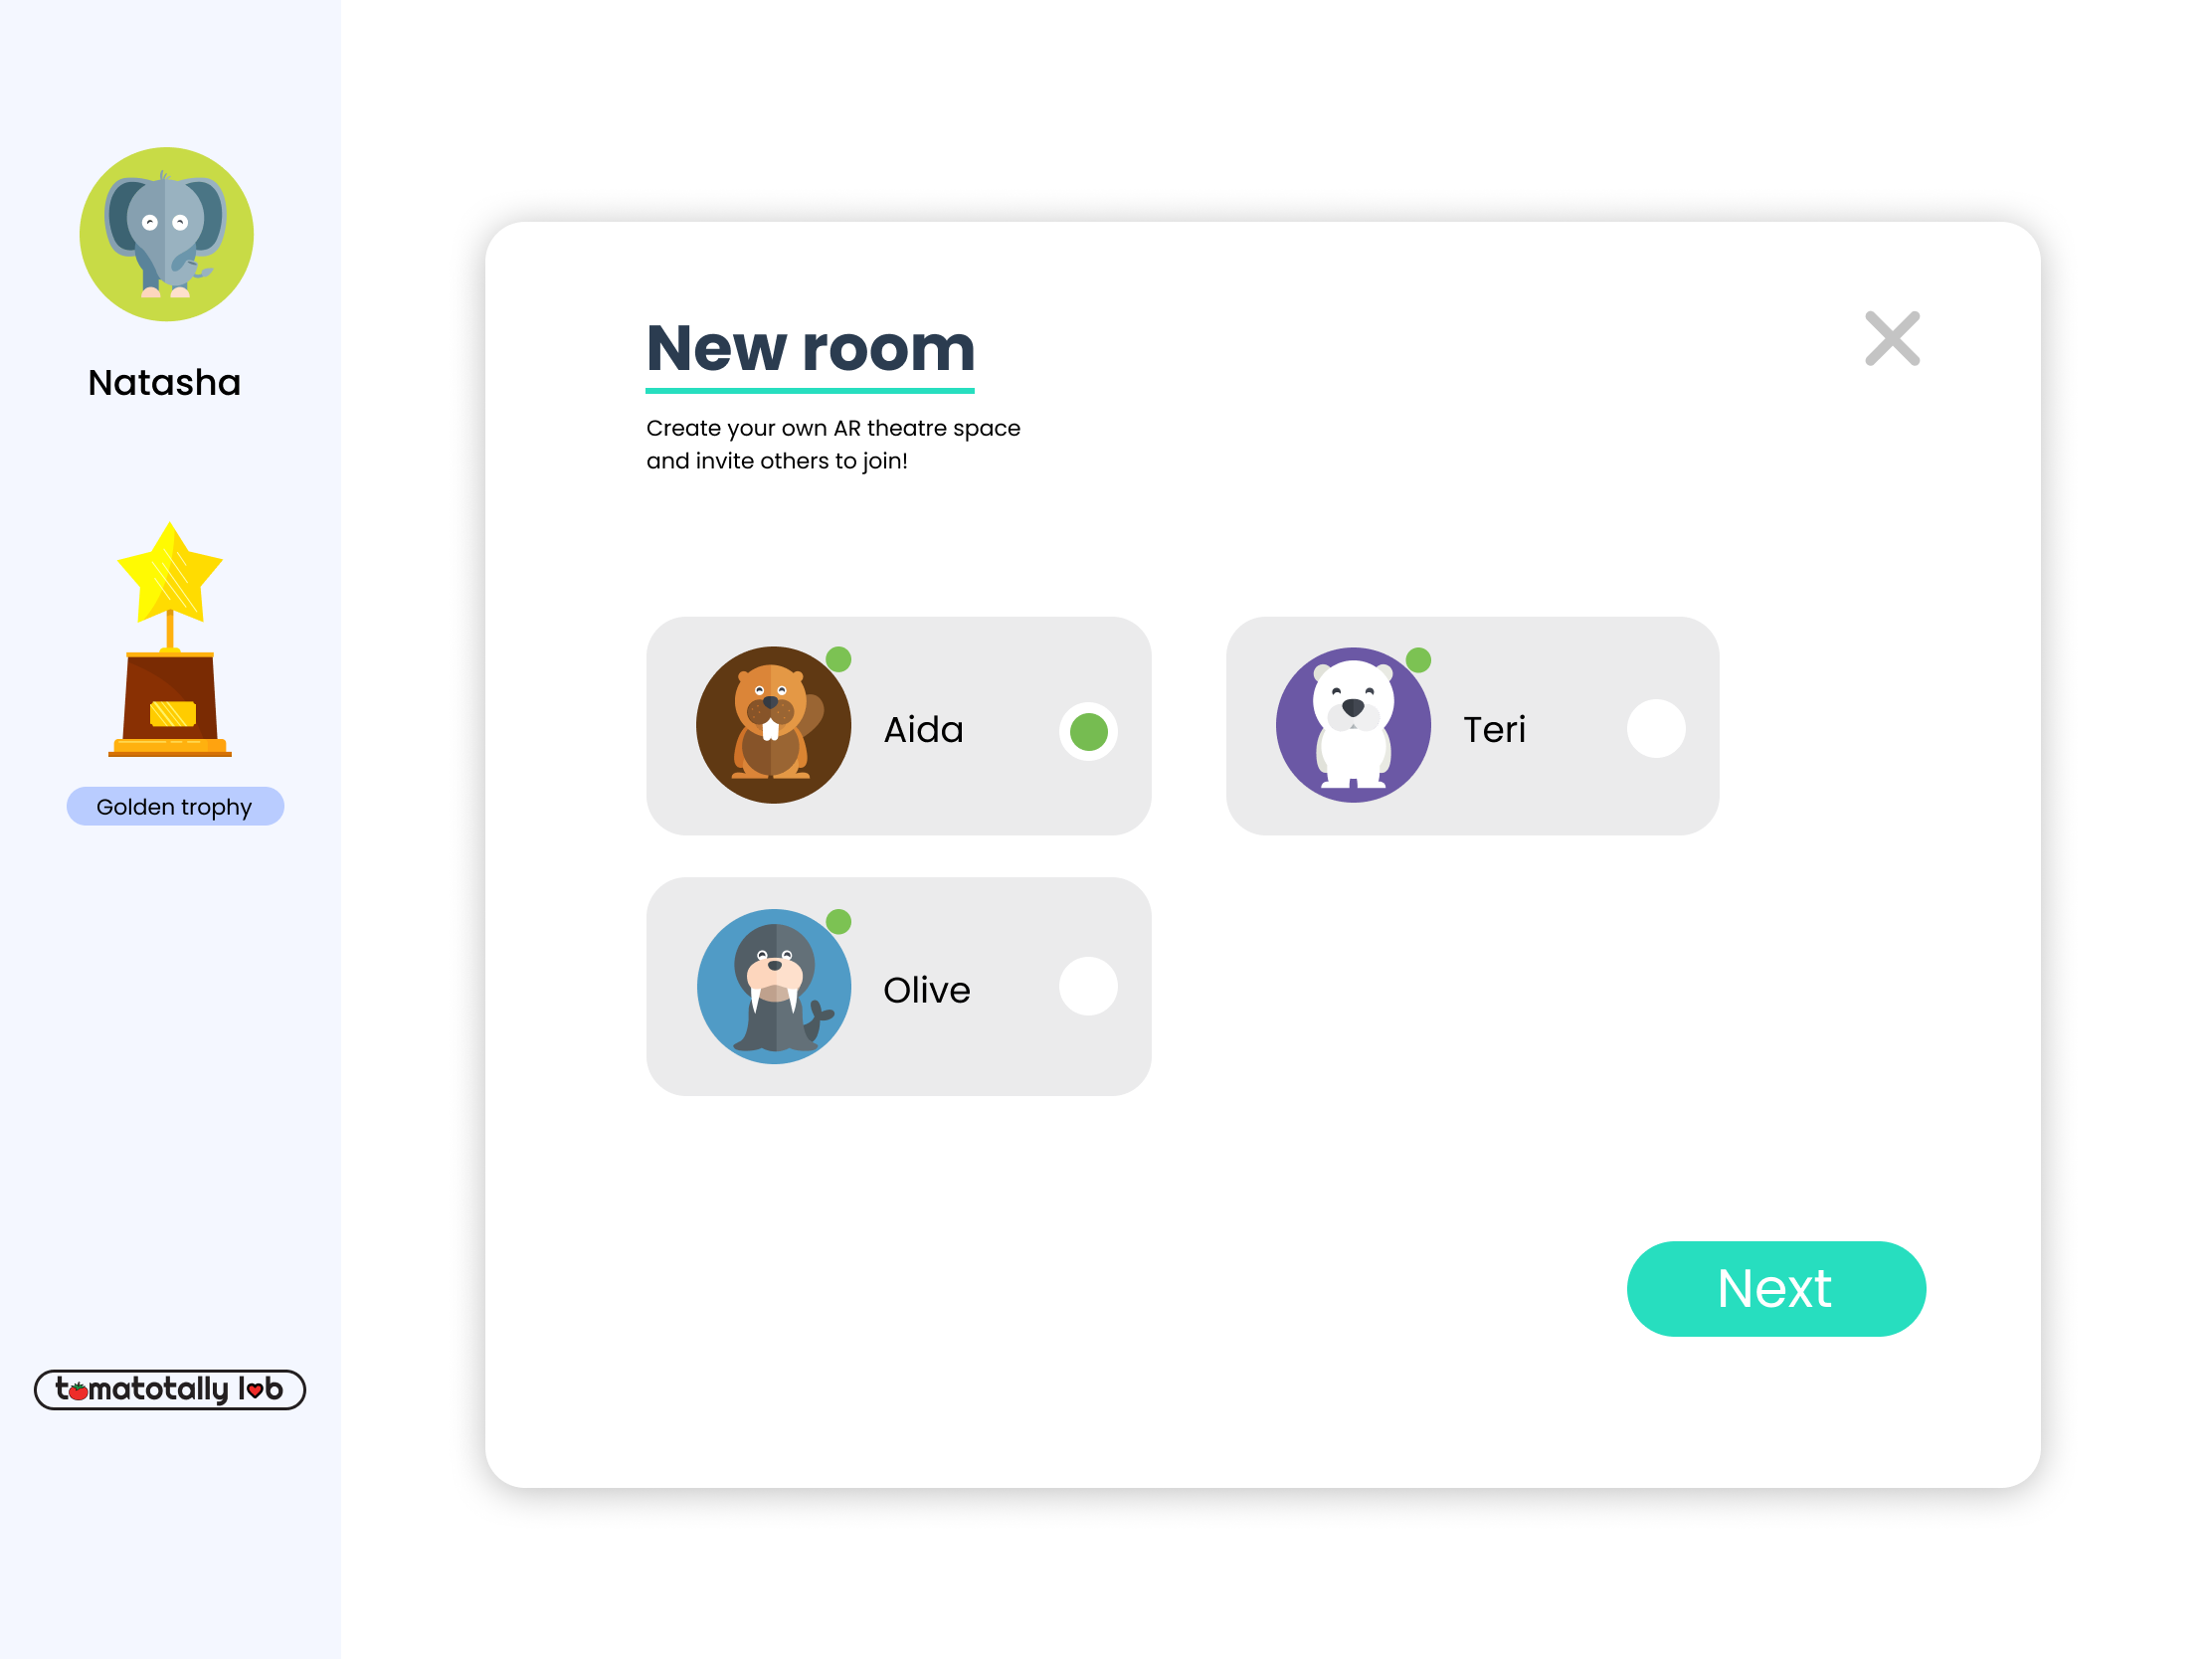 Natasha
Golden trophy
tomatotally lab
New room
Create your own AR theatre space
and invite others to join!
Aida
Teri
Olive
Next